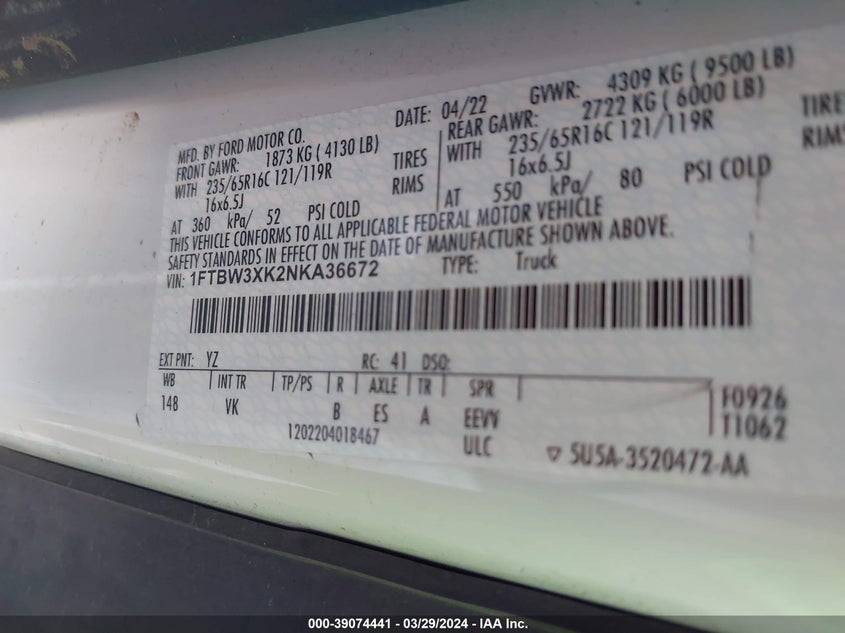 MFD. BY FORD MOTOR CO.
DATE: 04/22 GVWR: 4309 KG ( 9500 LB)
FRONT GAWR: 1873 KG ( 4130 LB)
REAR GAWR: 2722 KG ( 6000 LB)
WITH 235/65R16C 121/119R TIRES
WITH 235/65R16C 121/119R TIRES
16x6.5J RIMS
16x6.5J RIMS
AT 360 kPa/ 52 PSI COLD
AT 550 kPa/ 80 PSI COLD
THIS VEHICLE CONFORMS TO ALL APPLICABLE FEDERAL MOTOR VEHICLE
SAFETY STANDARDS IN EFFECT ON THE DATE OF MANUFACTURE SHOWN ABOVE.
VIN: 1FTBW3XK2NKA36672 TYPE: Truck
EXT PNT: YZ RC: 41 DSO:
WB INT TR TP/PS R AXLE TR SPR
148 VK B ES A EEVV
F0926
T1062
1202204018467 ULC
5U5A-3520472-AA
000-39074441 - 03/29/2024 - IAA Inc.